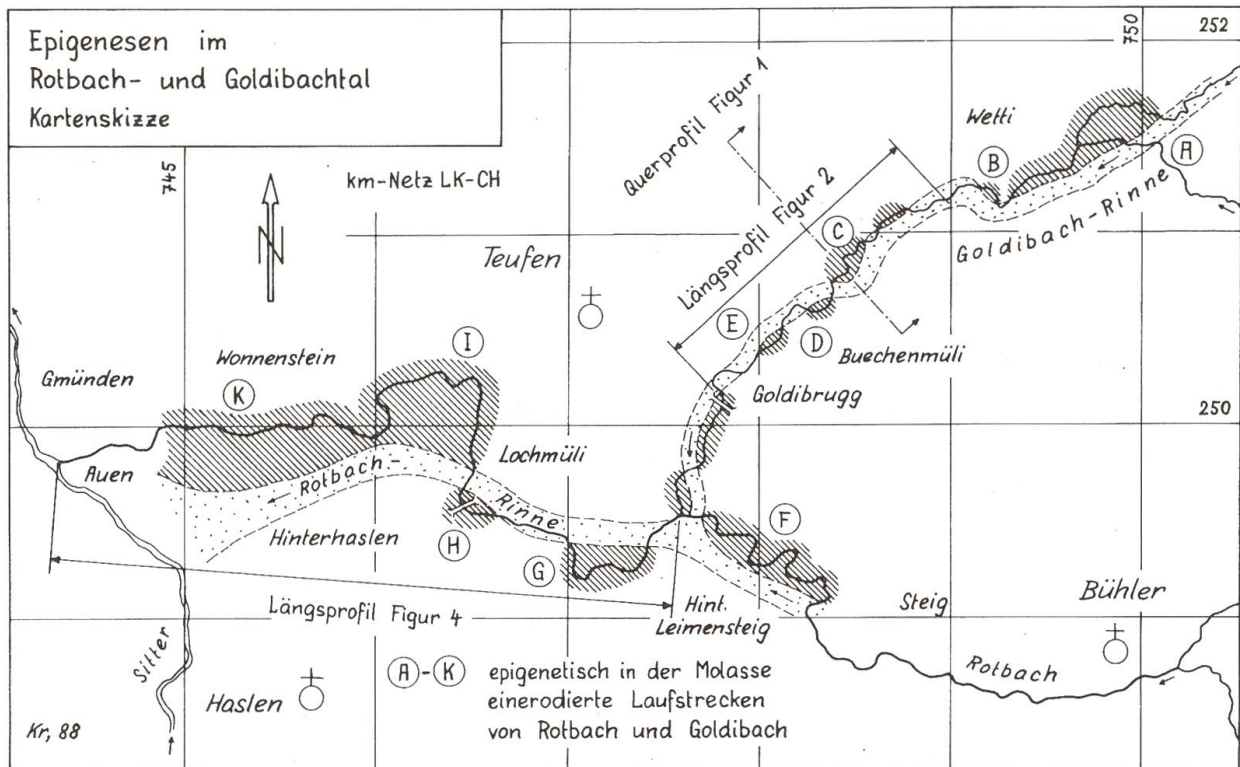 Epigenesen im
Rotbach- und Goldibachtal
Kartenskizze
745
750
252
km-Netz LK-CH
N
Querprofil Figur 1
Längsprofil Figur 2
Wetti
B
A
Goldibach-Rinne
C
Teufen
E
D
Buechenmüli
I
Wonnenstein
Gmünden
K
Goldibrugg
250
Lochmüli
Auen
Rotbach-
Rinne
F
Hinterhaslen
H
G
Längsprofil Figur 4
Hint.
Leimensteig
Steig
Bühler
Sitter
Rotbach
Haslen
A-K epigenetisch in der Molasse
einerodierte Laufstrecken
von Rotbach und Goldibach
Kr, 88